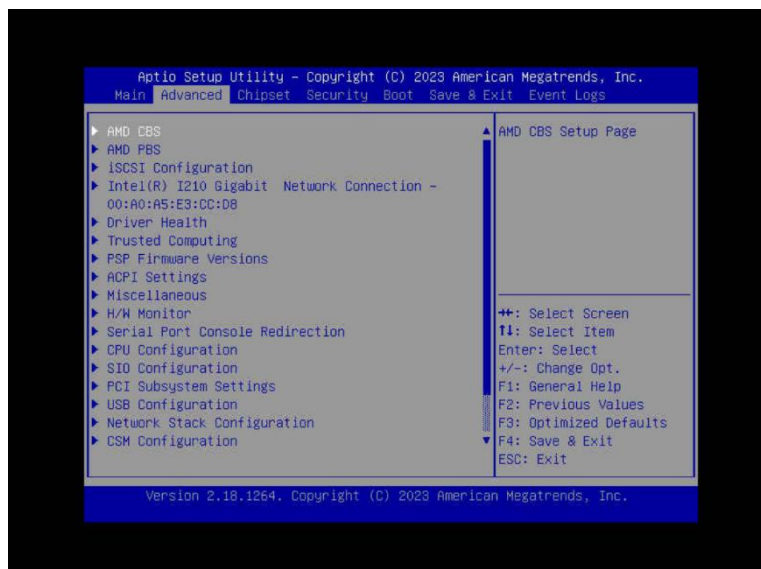 Aptio Setup Utility – Copyright (C) 2023 American Megatrends, Inc.
Main Advanced Chipset Security Boot Save & Exit Event Logs
AMD CBS
AMD PBS
iSCSI Configuration
Intel(R) I210 Gigabit Network Connection –
00:A0:A5:E3:CC:D8
Driver Health
Trusted Computing
PSP Firmware Versions
ACPI Settings
Miscellaneous
H/W Monitor
Serial Port Console Redirection
CPU Configuration
SIO Configuration
PCI Subsystem Settings
USB Configuration
Network Stack Configuration
CSM Configuration
AMD CBS Setup Page
→←: Select Screen
↑↓: Select Item
Enter: Select
+/-: Change Opt.
F1: General Help
F2: Previous Values
F3: Optimized Defaults
F4: Save & Exit
ESC: Exit
Version 2.18.1264. Copyright (C) 2023 American Megatrends, Inc.